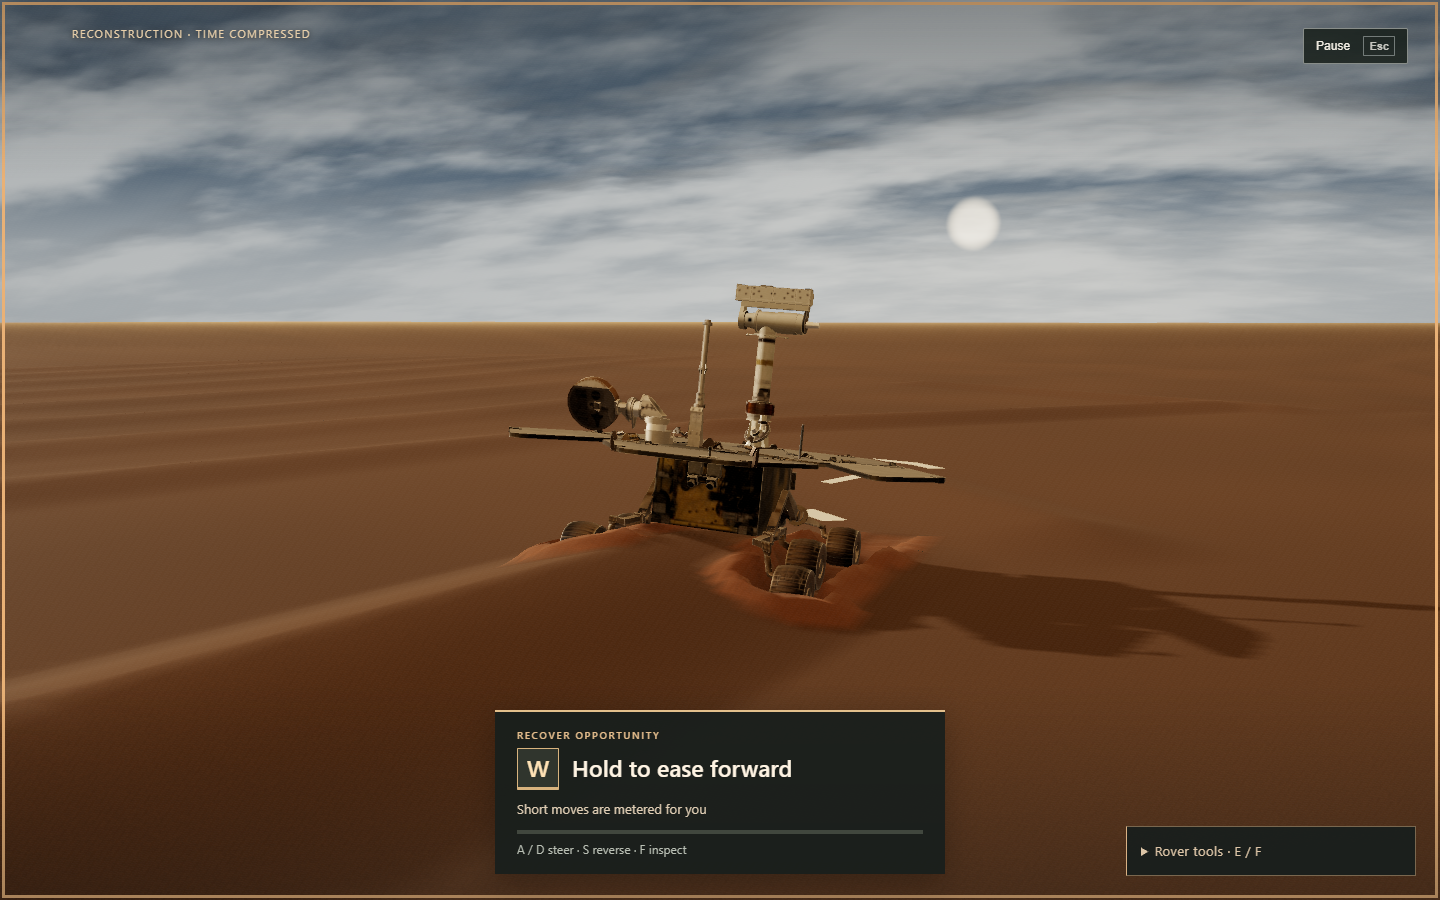 RECONSTRUCTION · TIME COMPRESSED
Pause Esc
RECOVER OPPORTUNITY
W Hold to ease forward
Short moves are metered for you
A / D steer · S reverse · F inspect
▶ Rover tools · E / F